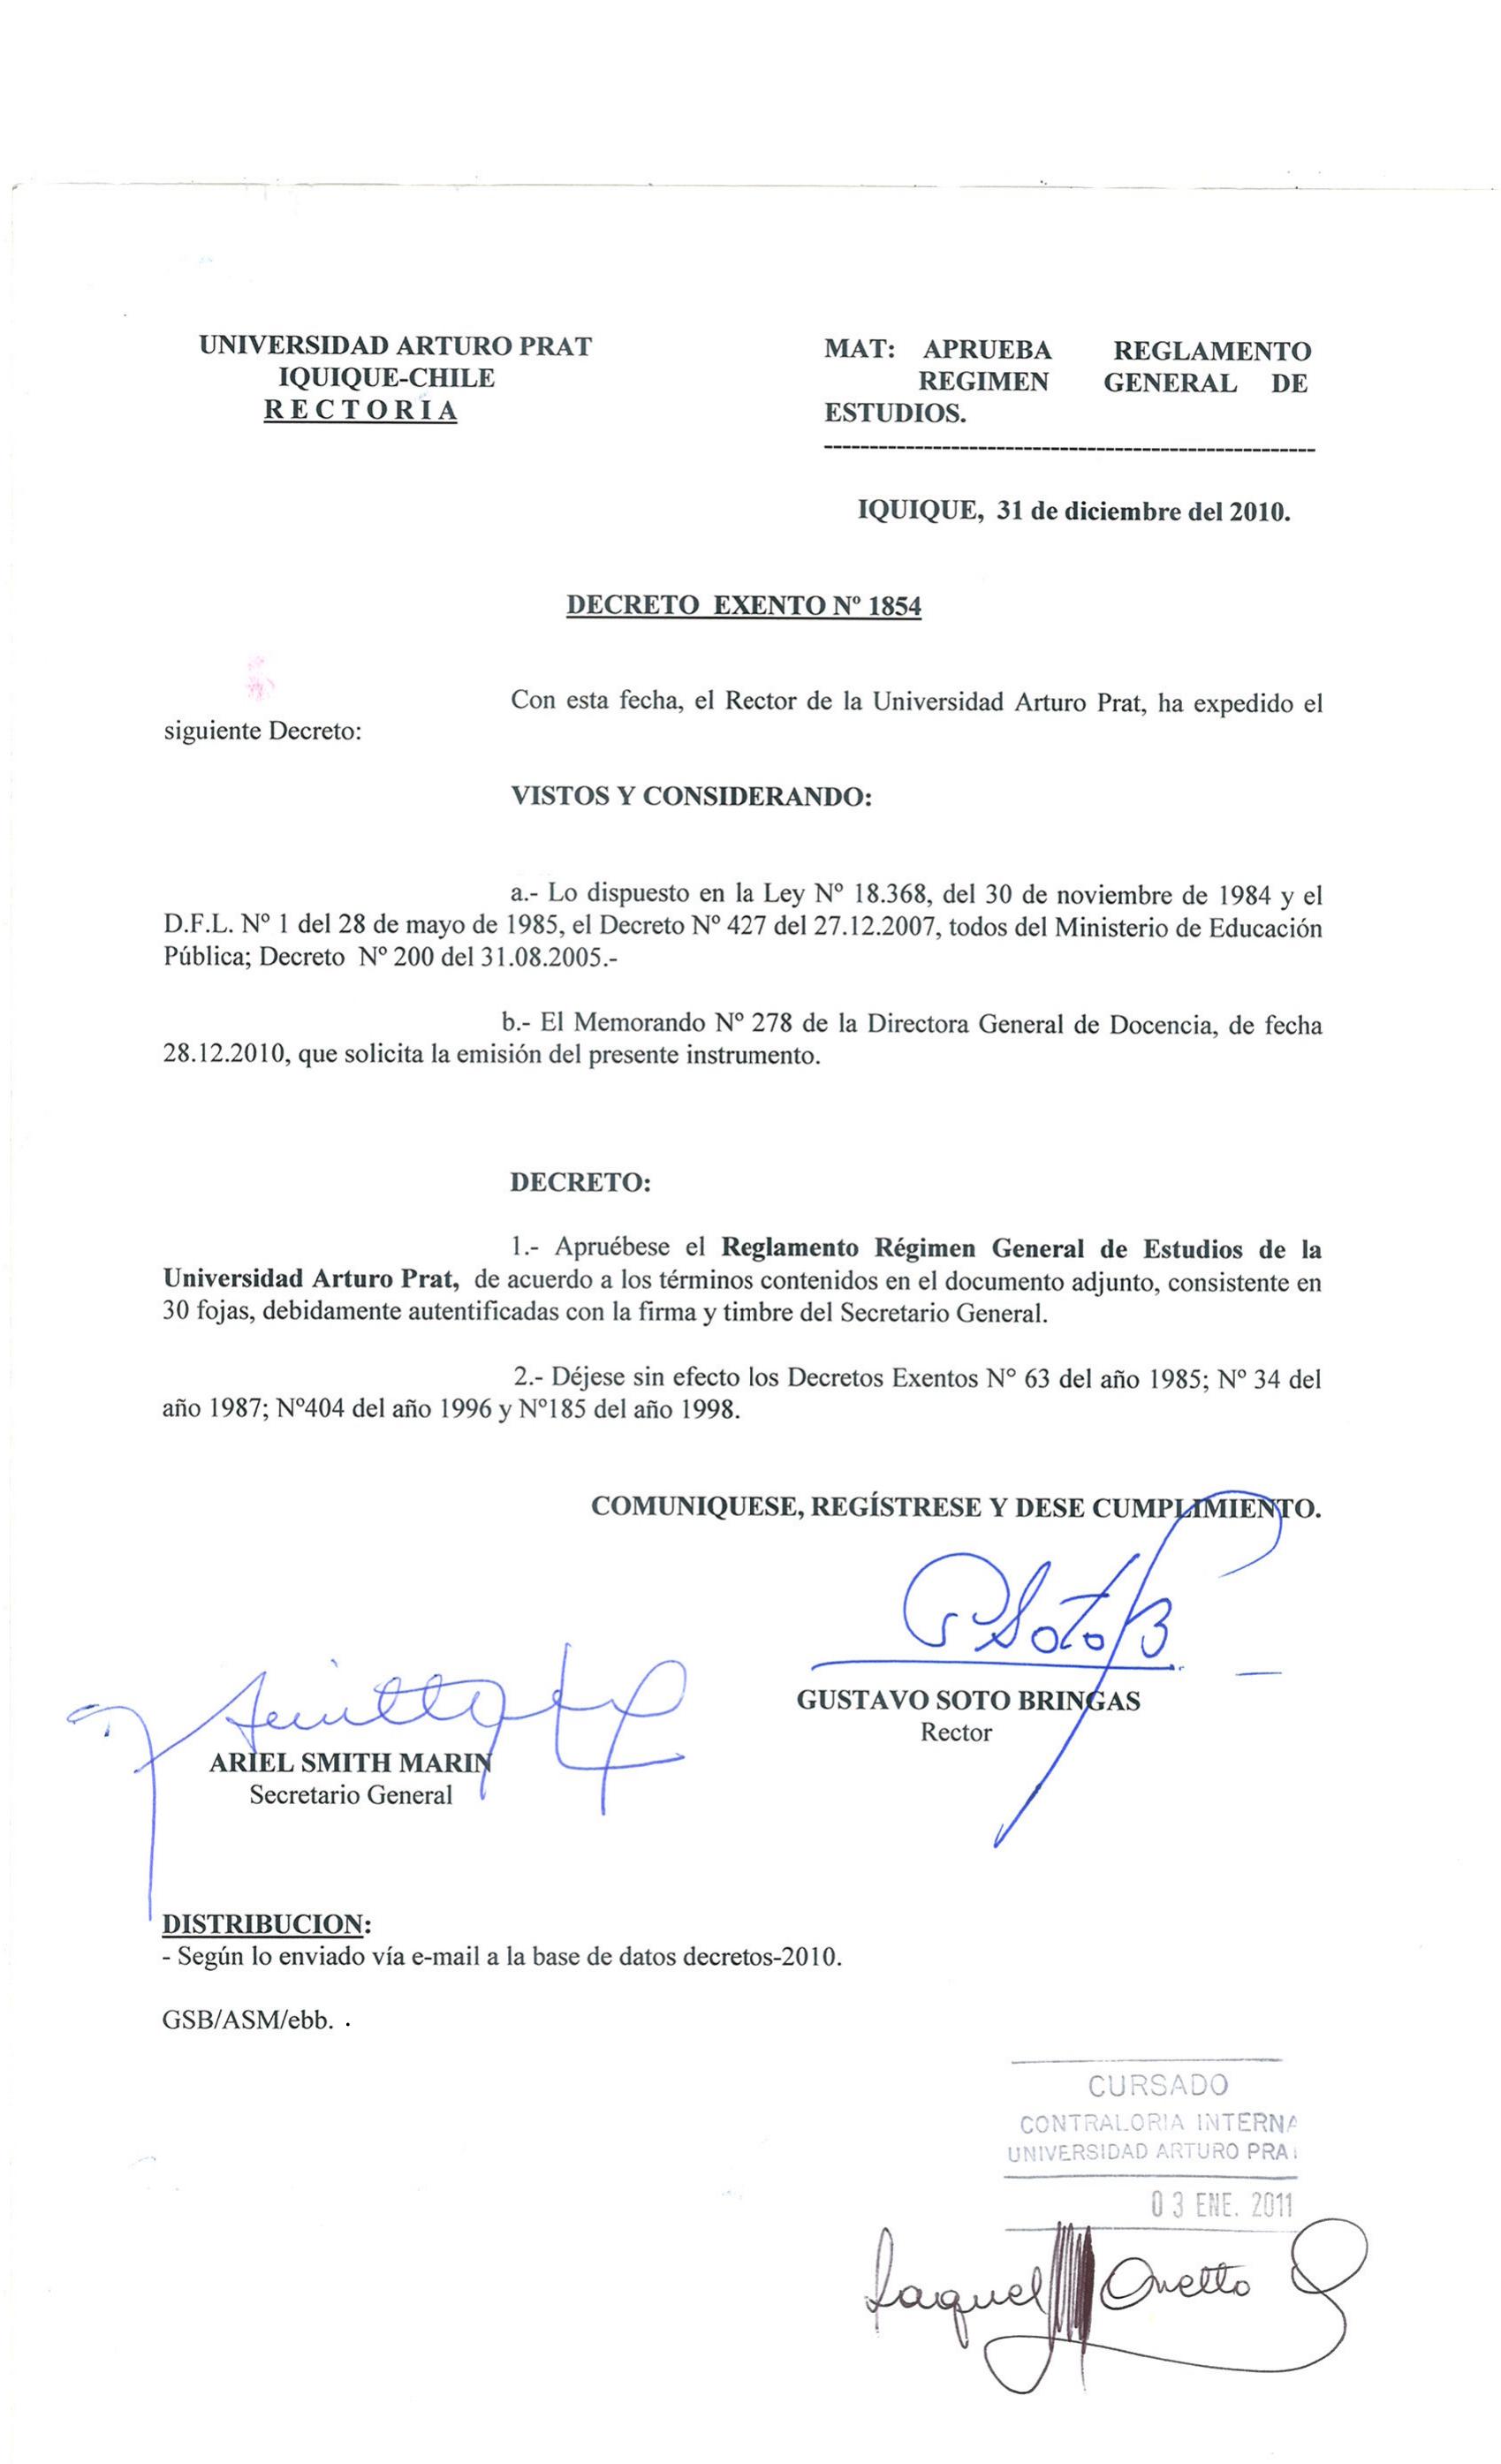 UNIVERSIDAD ARTURO PRAT
IQUIQUE-CHILE
RECTORIA
MAT: APRUEBA REGLAMENTO
REGIMEN GENERAL DE
ESTUDIOS.
IQUIQUE, 31 de diciembre del 2010.
DECRETO EXENTO Nº 1854
Con esta fecha, el Rector de la Universidad Arturo Prat, ha expedido el
siguiente Decreto:
VISTOS Y CONSIDERANDO:
a.- Lo dispuesto en la Ley Nº 18.368, del 30 de noviembre de 1984 y el
D.F.L. Nº 1 del 28 de mayo de 1985, el Decreto Nº 427 del 27.12.2007, todos del Ministerio de Educación
Pública; Decreto Nº 200 del 31.08.2005.-
b.- El Memorando Nº 278 de la Directora General de Docencia, de fecha
28.12.2010, que solicita la emisión del presente instrumento.
DECRETO:
1.- Apruébese el Reglamento Régimen General de Estudios de la
Universidad Arturo Prat, de acuerdo a los términos contenidos en el documento adjunto, consistente en
30 fojas, debidamente autentificadas con la firma y timbre del Secretario General.
2.- Déjese sin efecto los Decretos Exentos N° 63 del año 1985; Nº 34 del
año 1987; Nº404 del año 1996 y Nº185 del año 1998.
COMUNIQUESE, REGÍSTRESE Y DESE CUMPLIMIENTO.
G Soto B
GUSTAVO SOTO BRINGAS
Rector
ARIEL SMITH MARIN
Secretario General
DISTRIBUCION:
- Según lo enviado vía e-mail a la base de datos decretos-2010.
GSB/ASM/ebb. .
CURSADO
CONTRALORIA INTERNA
UNIVERSIDAD ARTURO PRA
03 ENE. 2011
Raquel Onetto